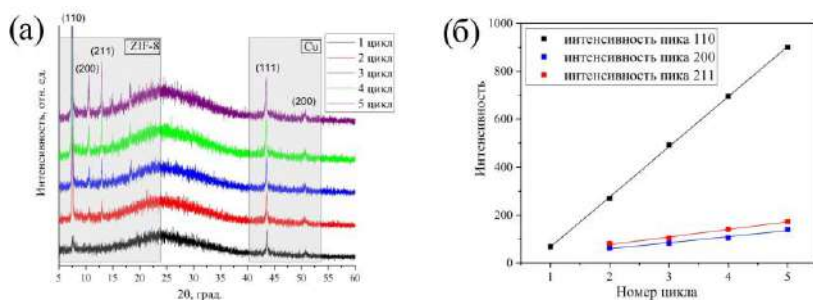 (а)
(110)
ZIF-8
(211)
(200)
Cu
(111)
(200)
1 цикл
2 цикл
3 цикл
4 цикл
5 цикл
Интенсивность, отн. ед.
5 10 15 20 25 30 35 40 45 50 55 60
2θ, град.
(б)
1000
800
600
400
200
0
интенсивность пика 110
интенсивность пика 200
интенсивность пика 211
Интенсивность
1 2 3 4 5
Номер цикла